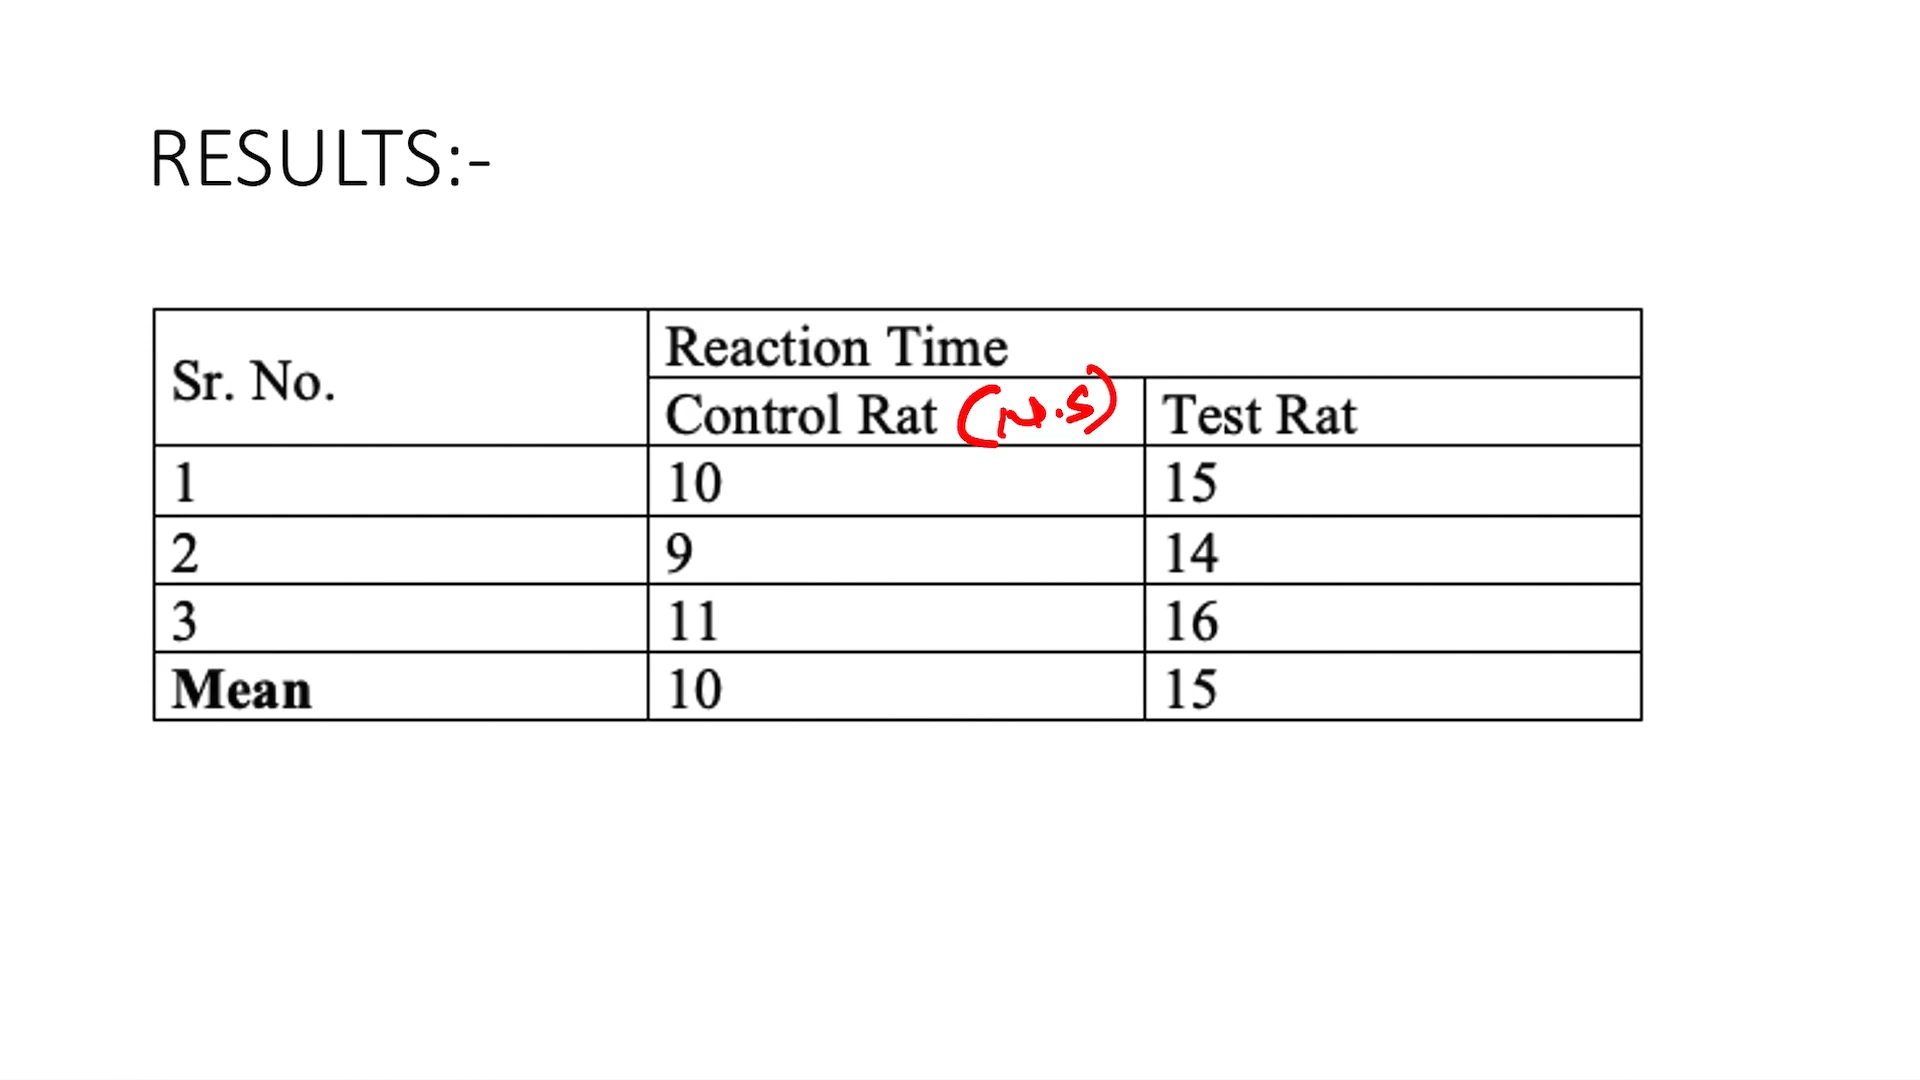 RESULTS:-
Sr. No.
Reaction Time
Control Rat (N.S)
Test Rat
1 10 15
2 9 14
3 11 16
Mean 10 15